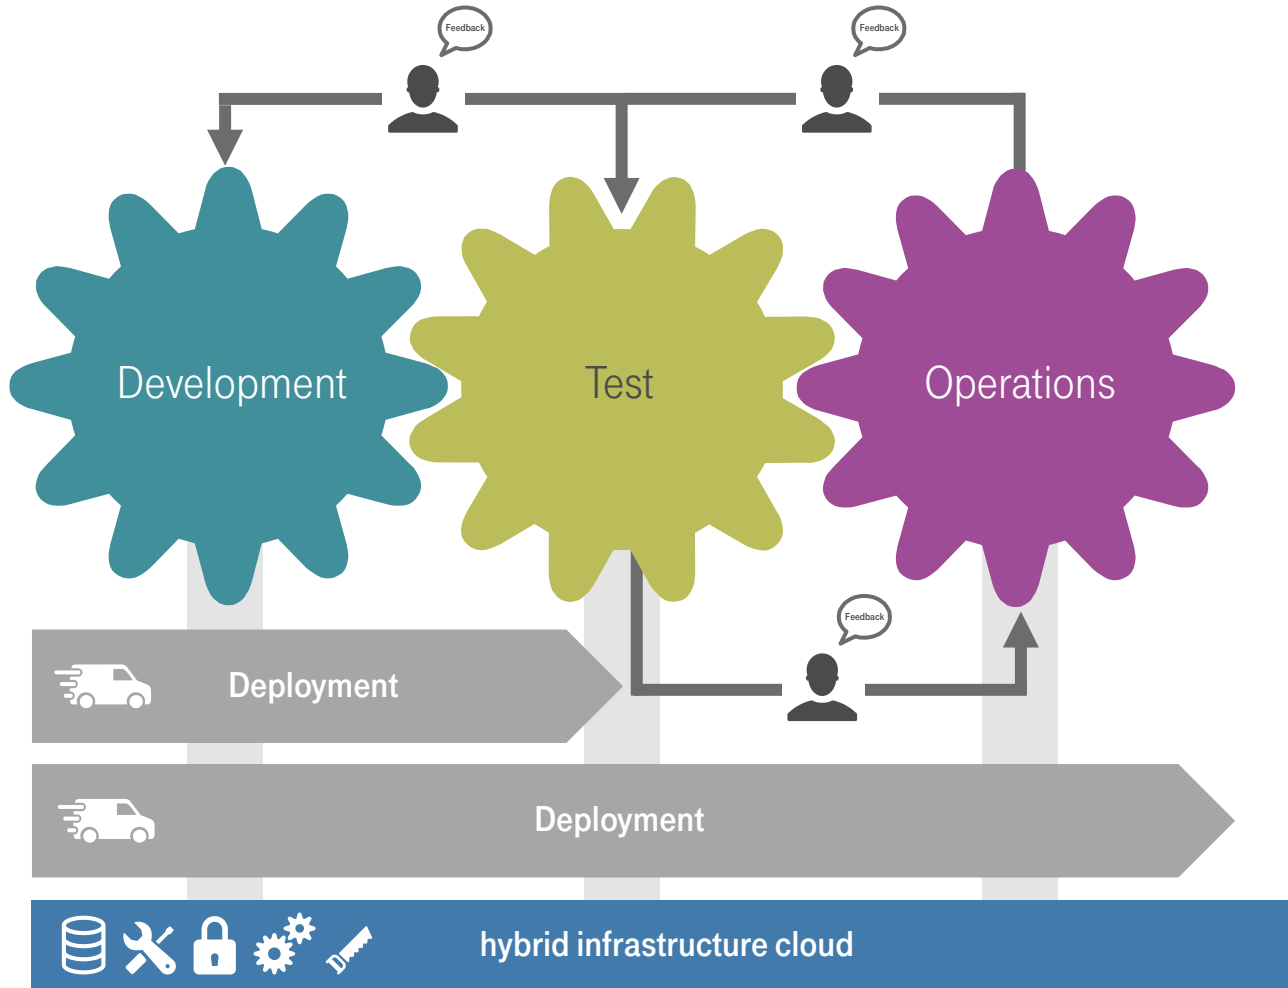 Feedback
Feedback
Development
Test
Operations
Feedback
Deployment
Deployment
hybrid infrastructure cloud